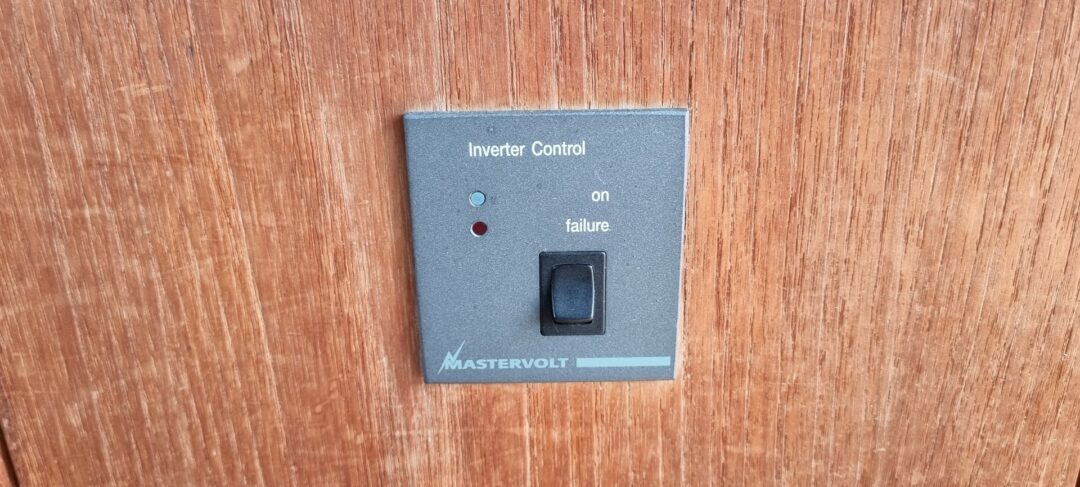 Inverter Control
on
failure
MASTERVOLT